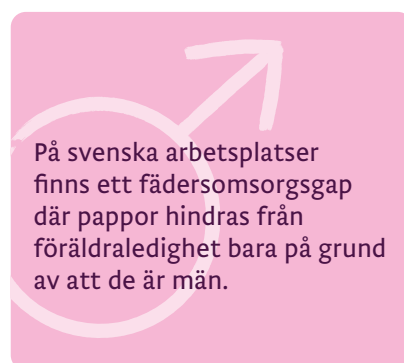 På svenska arbetsplatser
finns ett fädersomsorgsgap
där pappor hindras från
föräldraledighet bara på grund
av att de är män.